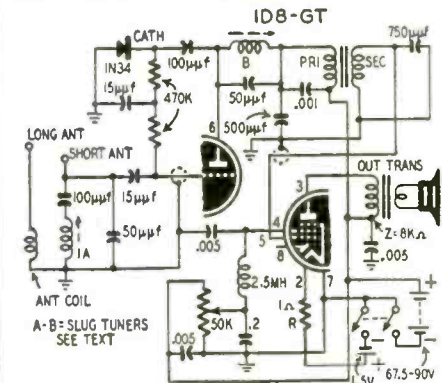 1D8-GT
CATH
1N34
100μμf
B
PRI
SEC
750μμf
15μμf
470K
50μμf
.001
500μμf
6
LONG ANT
SHORT ANT
100μμf
15μμf
50μμf
1A
ANT COIL
A-B= SLUG TUNERS
SEE TEXT
.005
2.5MH
50K
.2
.005
3
4
5
8
2
7
1Ω
R
OUT TRANS
Z=8KΩ
.005
+
−
+
−
1.5V
67.5-90V